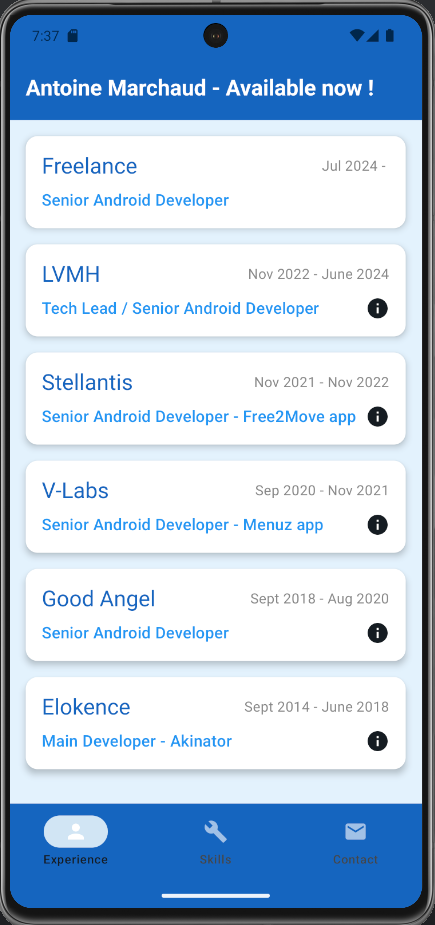 7:37
Antoine Marchaud - Available now !
Freelance Jul 2024 -
Senior Android Developer
LVMH Nov 2022 - June 2024
Tech Lead / Senior Android Developer
Stellantis Nov 2021 - Nov 2022
Senior Android Developer - Free2Move app
V-Labs Sep 2020 - Nov 2021
Senior Android Developer - Menuz app
Good Angel Sept 2018 - Aug 2020
Senior Android Developer
Elokence Sept 2014 - June 2018
Main Developer - Akinator
Experience Skills Contact